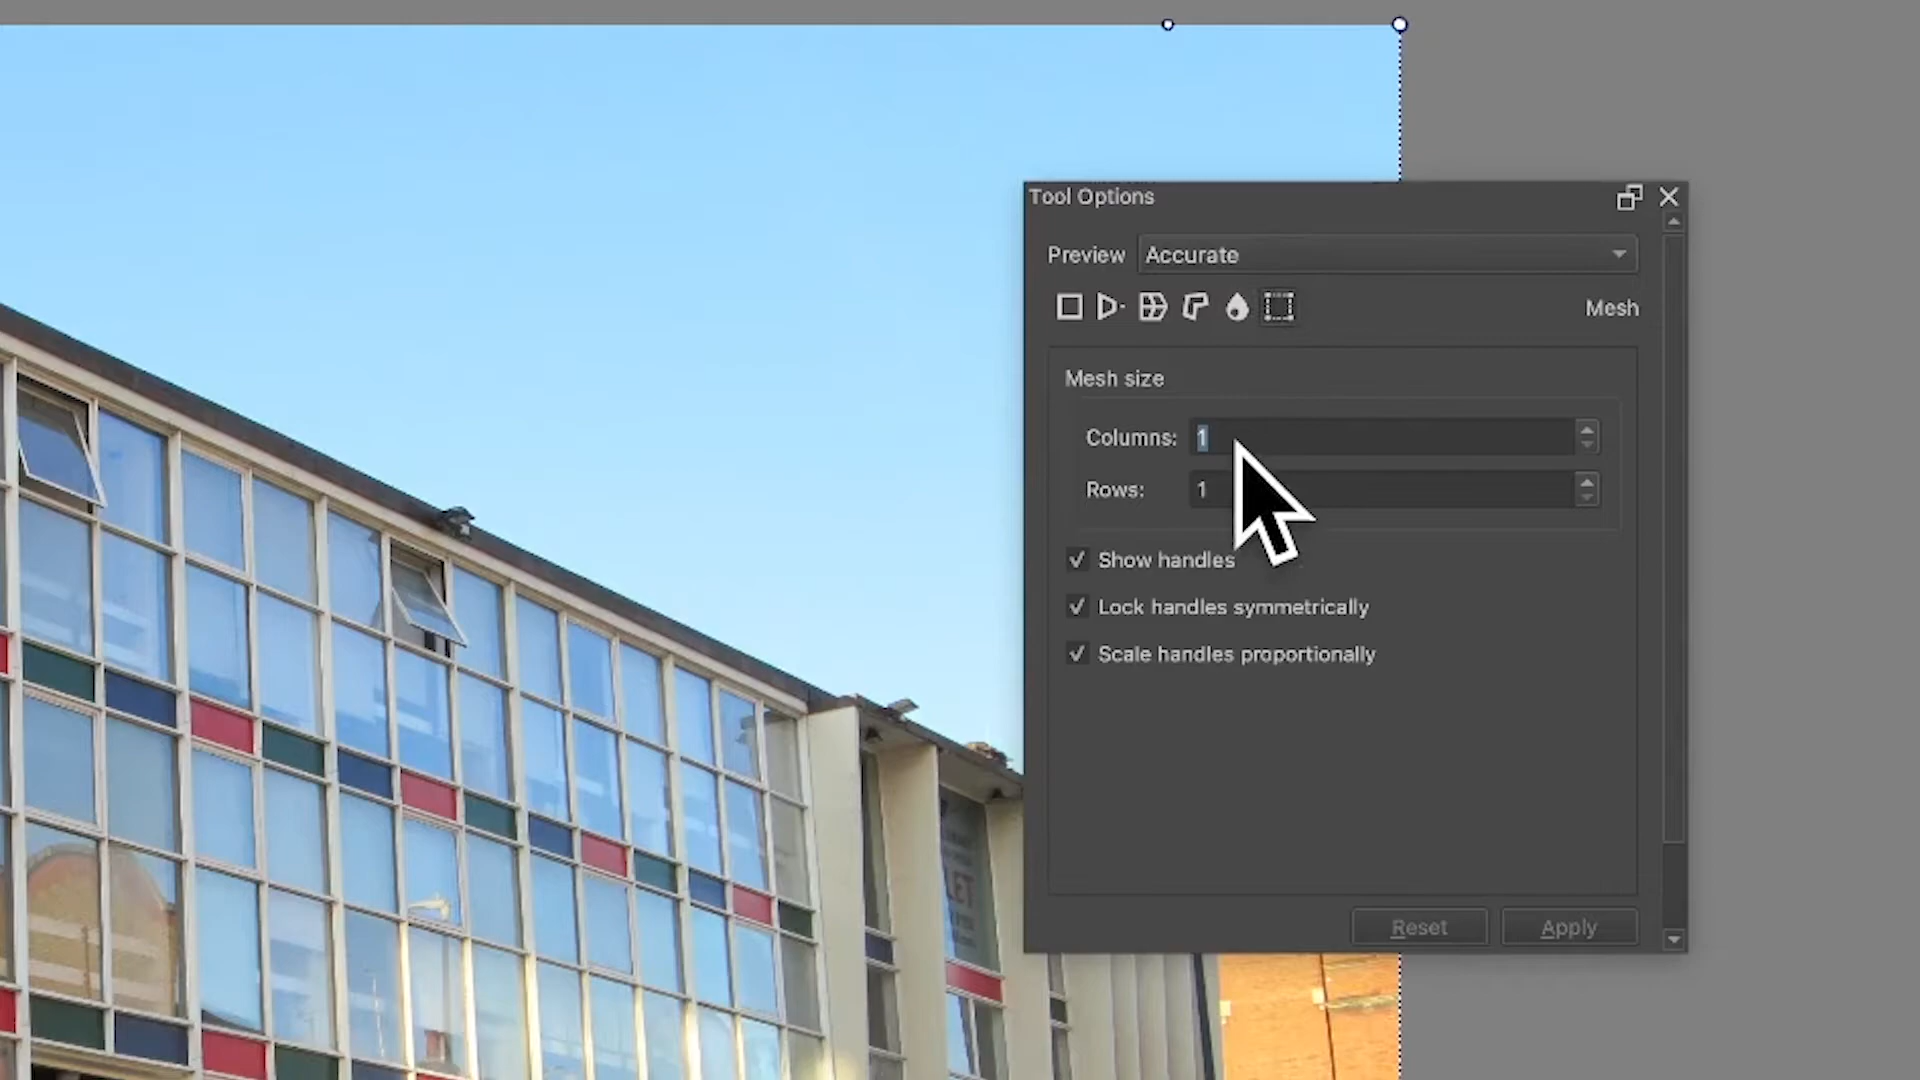 Tool Options
Preview Accurate
Mesh
Mesh size
Columns: 1
Rows: 1
Show handles
Lock handles symmetrically
Scale handles proportionally
Reset Apply
LET